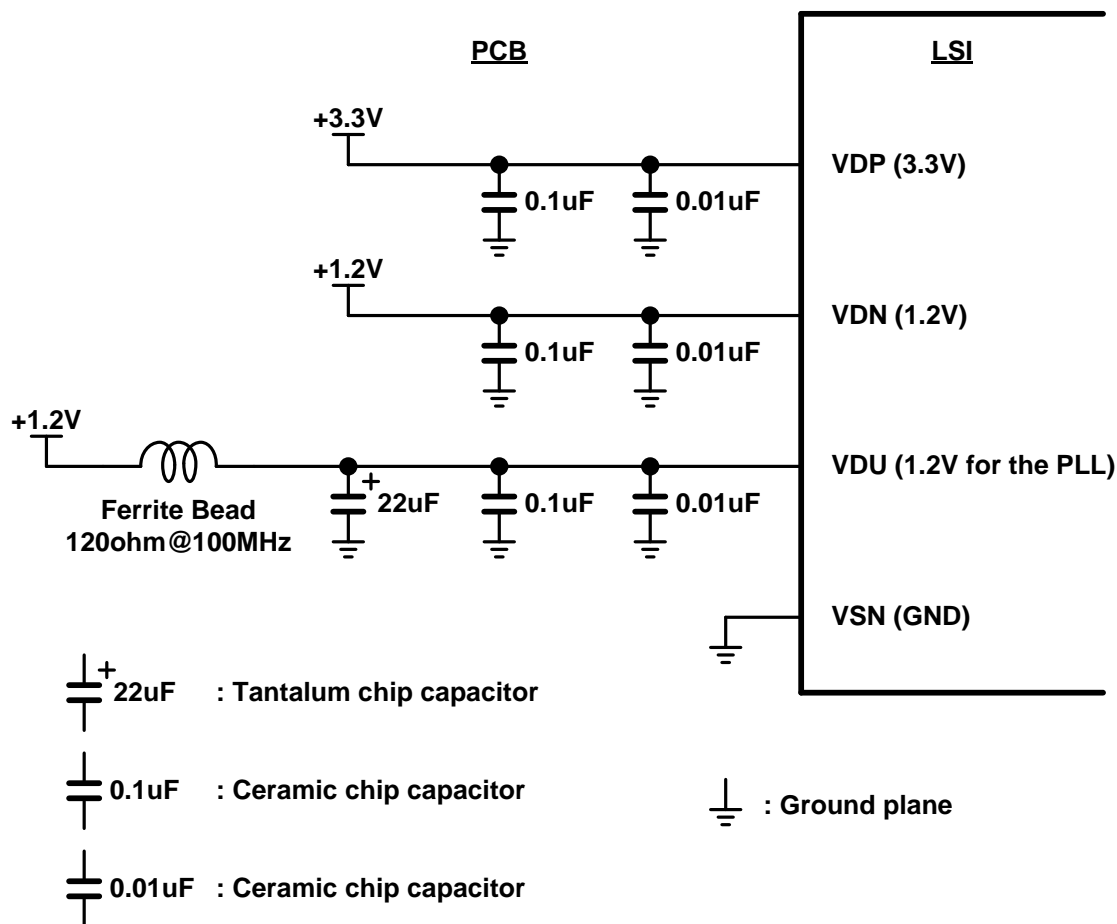 PCB
LSI
+3.3V
VDP (3.3V)
0.1uF
0.01uF
+1.2V
VDN (1.2V)
0.1uF
0.01uF
+1.2V
VDU (1.2V for the PLL)
+
22uF
0.1uF
0.01uF
Ferrite Bead
120ohm@100MHz
VSN (GND)
+
22uF : Tantalum chip capacitor
0.1uF : Ceramic chip capacitor
: Ground plane
0.01uF : Ceramic chip capacitor